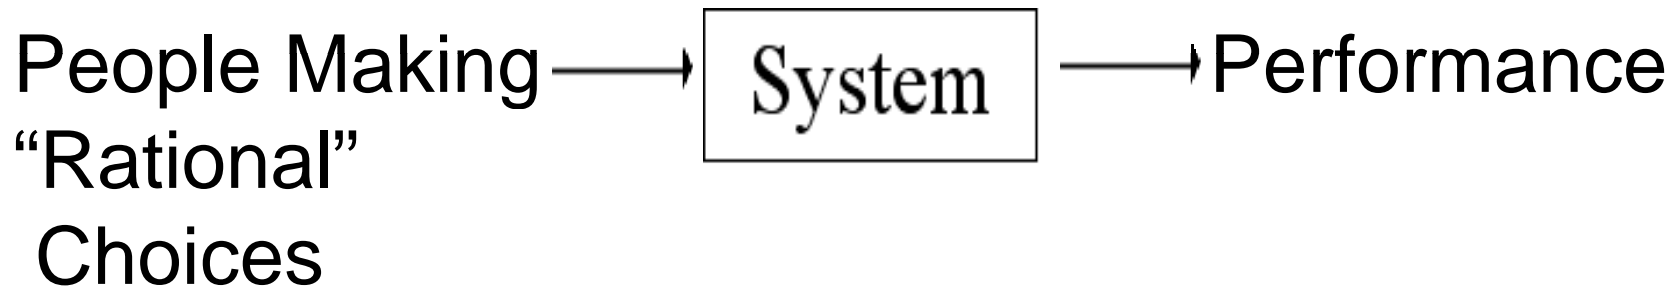 People Making
“Rational”
Choices
System
Performance